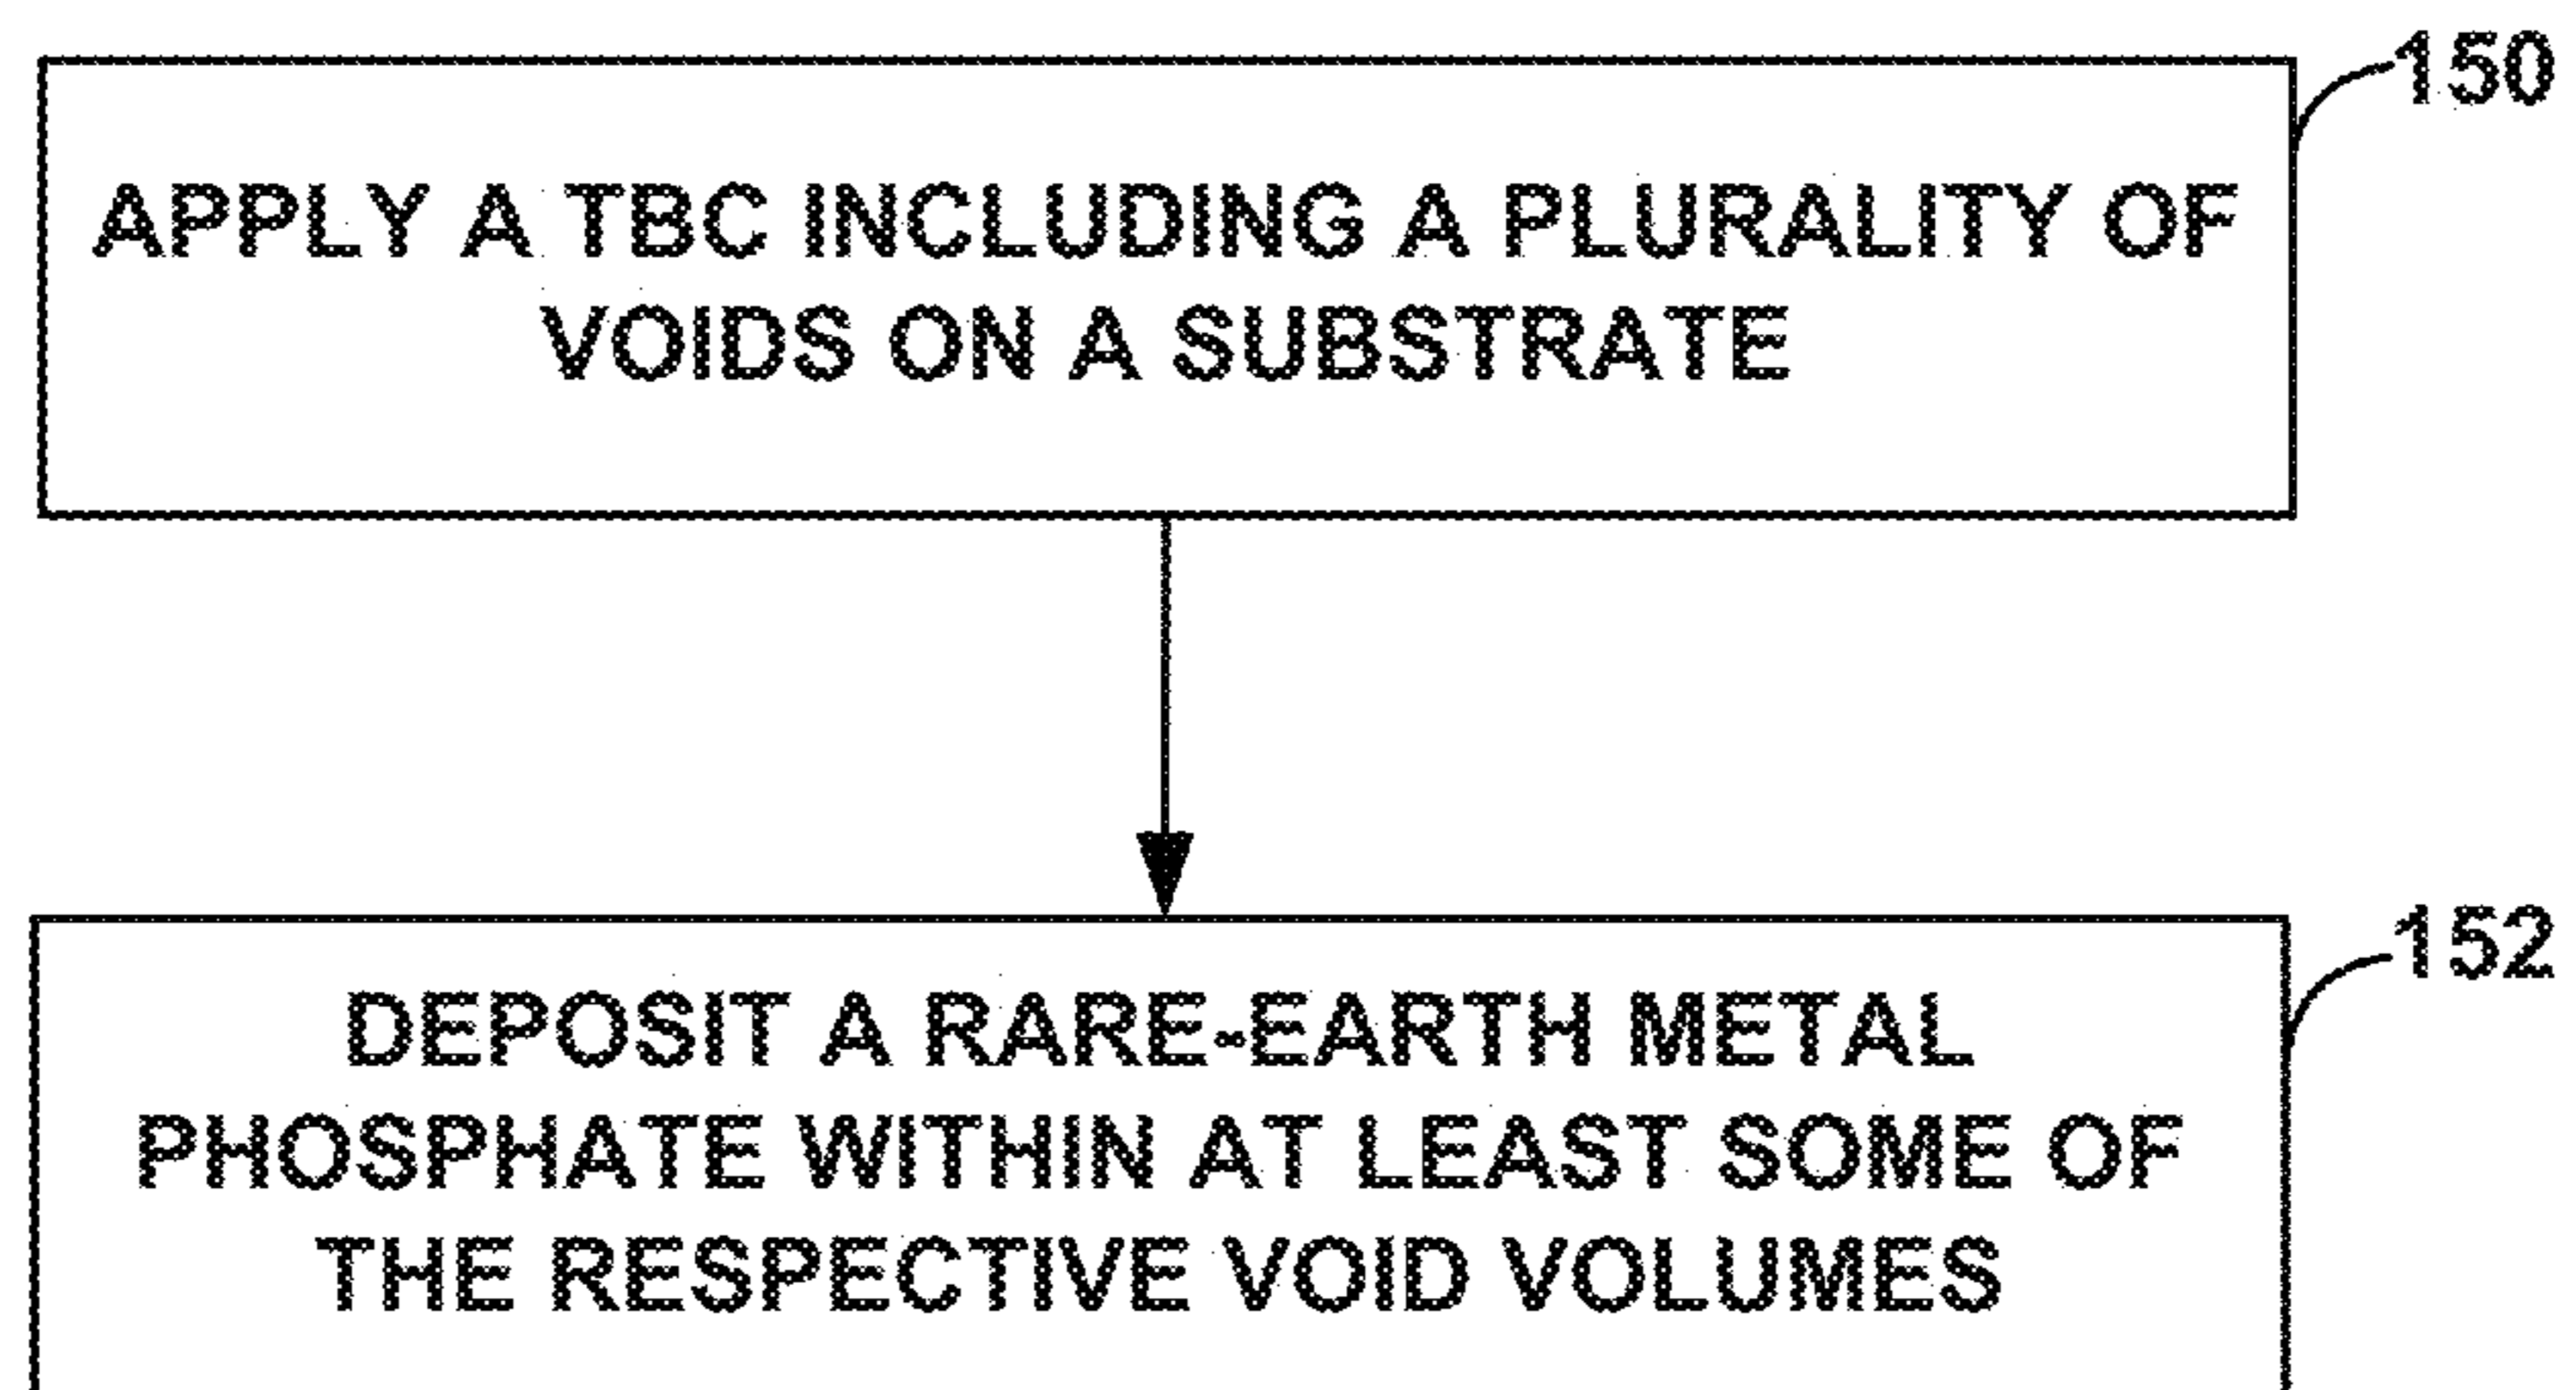 150
APPLY A TBC INCLUDING A PLURALITY OF
VOIDS ON A SUBSTRATE
152
DEPOSIT A RARE-EARTH METAL
PHOSPHATE WITHIN AT LEAST SOME OF
THE RESPECTIVE VOID VOLUMES